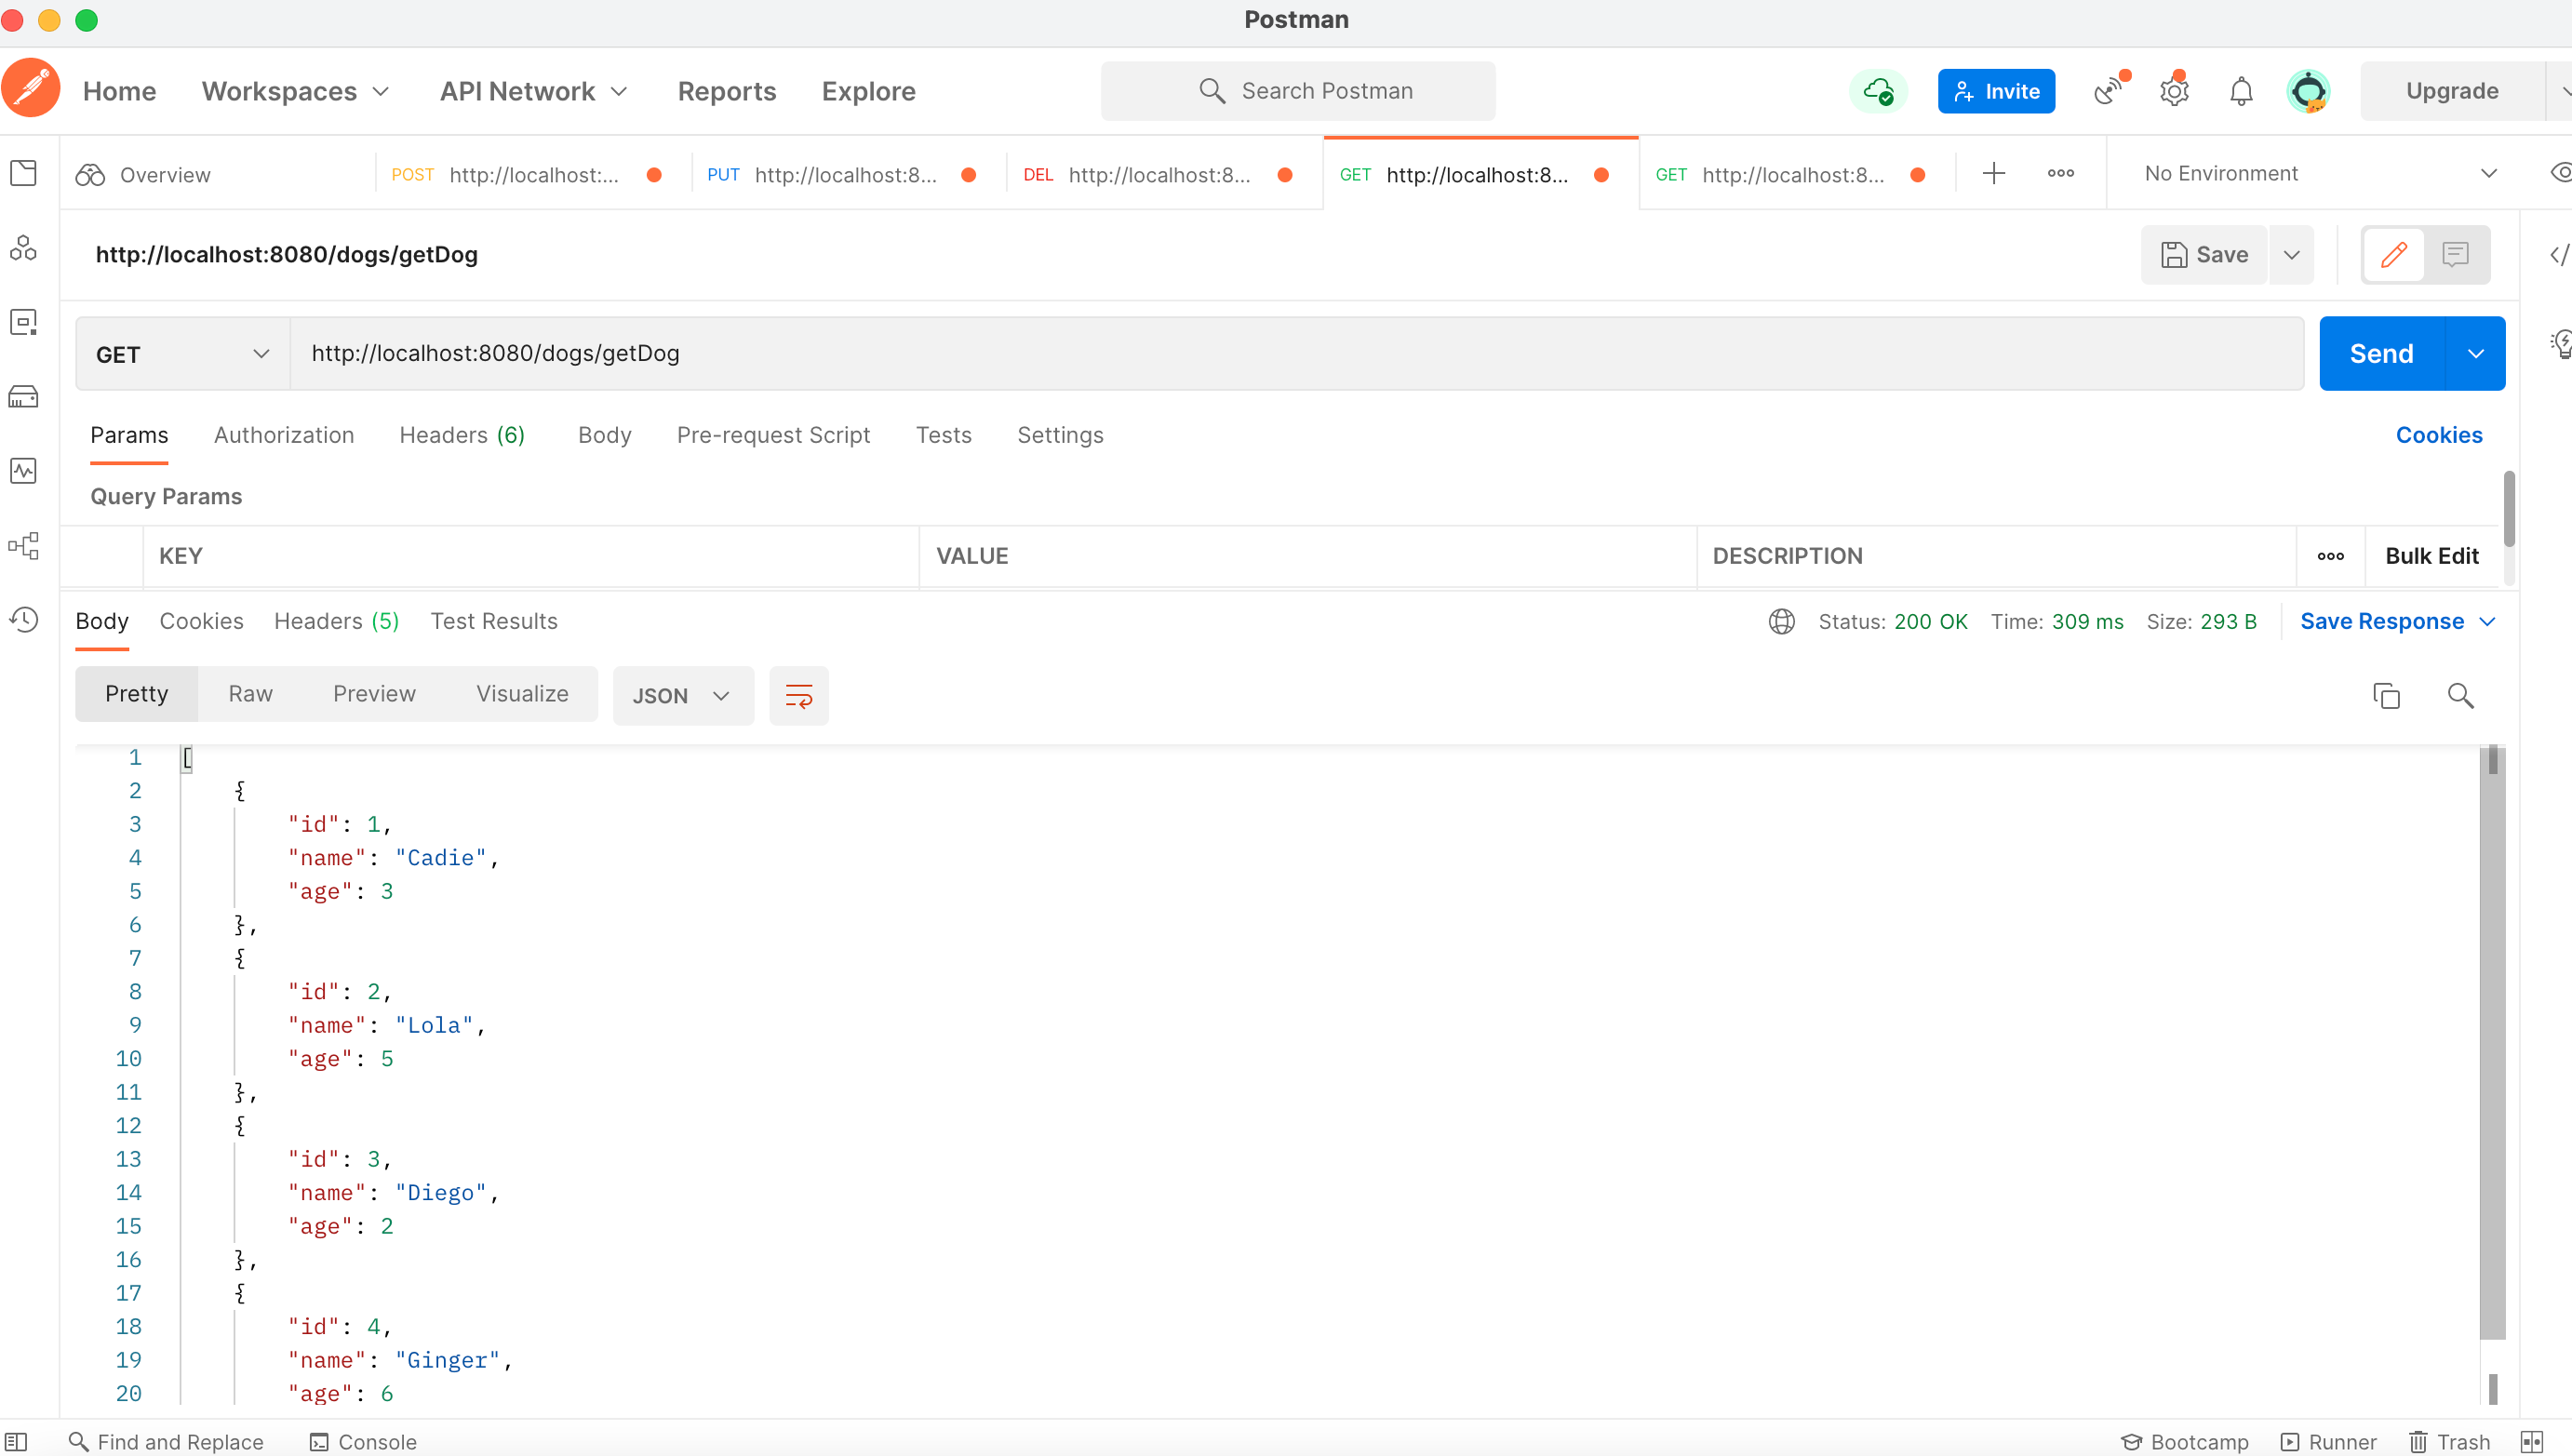 Postman
Home Workspaces API Network Reports Explore Search Postman Invite Upgrade
Overview POST http://localhost:... PUT http://localhost:8... DEL http://localhost:8... GET http://localhost:8... GET http://localhost:8... No Environment
http://localhost:8080/dogs/getDog Save
GET http://localhost:8080/dogs/getDog Send
Params Authorization Headers (6) Body Pre-request Script Tests Settings Cookies
Query Params
KEY VALUE DESCRIPTION Bulk Edit
Body Cookies Headers (5) Test Results Status: 200 OK Time: 309 ms Size: 293 B Save Response
Pretty Raw Preview Visualize JSON
1 [
2 {
3 "id": 1,
4 "name": "Cadie",
5 "age": 3
6 },
7 {
8 "id": 2,
9 "name": "Lola",
10 "age": 5
11 },
12 {
13 "id": 3,
14 "name": "Diego",
15 "age": 2
16 },
17 {
18 "id": 4,
19 "name": "Ginger",
20 "age": 6
Find and Replace Console Bootcamp Runner Trash